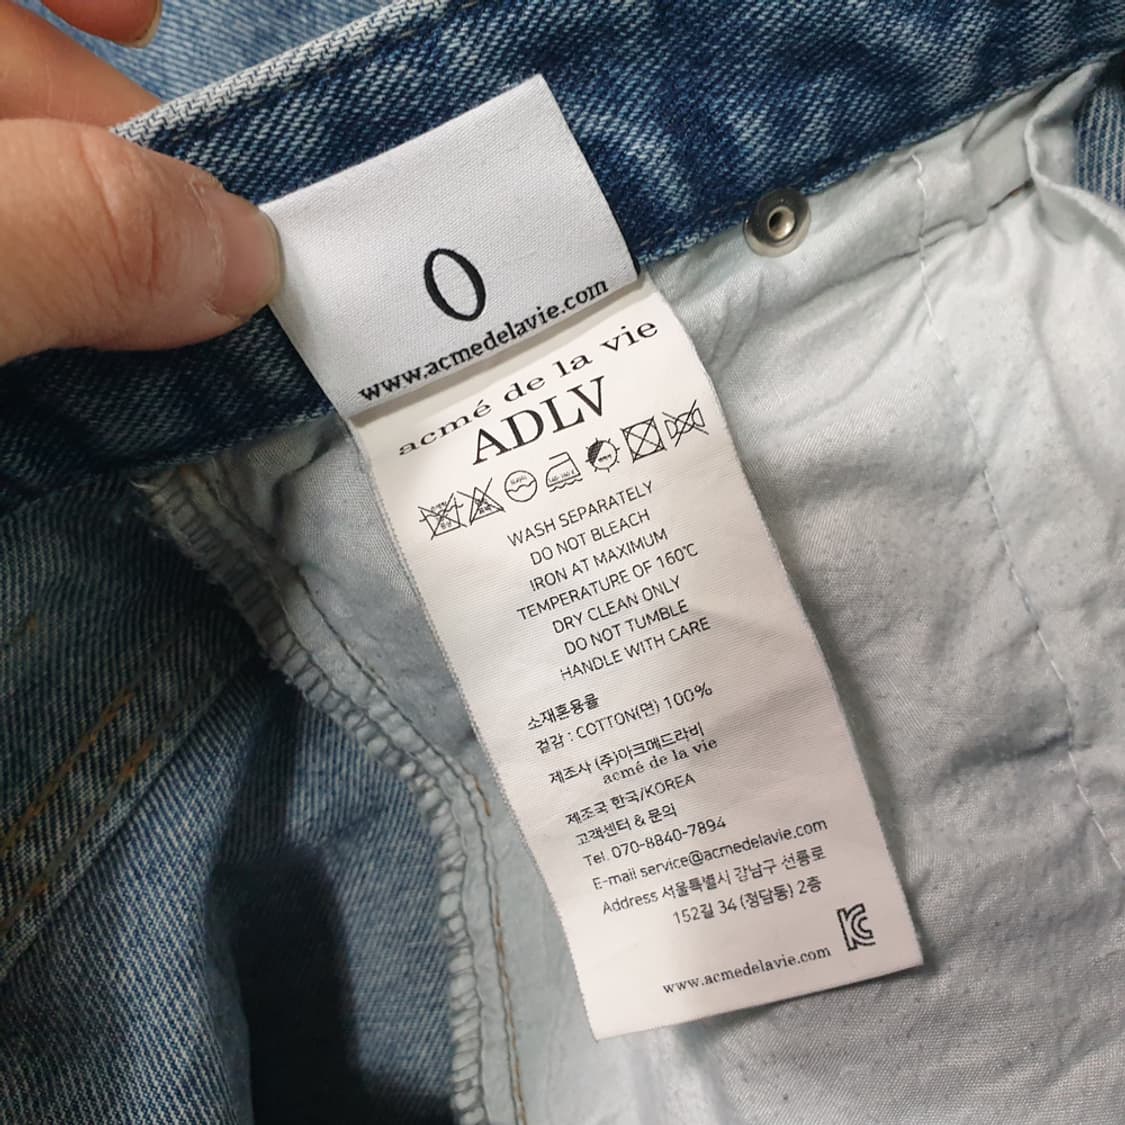 0
www.acmedelavie.com
acmé de la vie
ADLV
WASH SEPARATELY
DO NOT BLEACH
IRON AT MAXIMUM
TEMPERATURE OF 160℃
DRY CLEAN ONLY
DO NOT TUMBLE
HANDLE WITH CARE
소재혼용율
겉감 : COTTON(면) 100%
제조사 (주)아크메드라비
acmé de la vie
제조국 한국/KOREA
고객센터 & 문의
Tel. 070-8840-7894
E-mail service@acmedelavie.com
Address 서울특별시 강남구 선릉로
152길 34 (청담동) 2층
www.acmedelavie.com